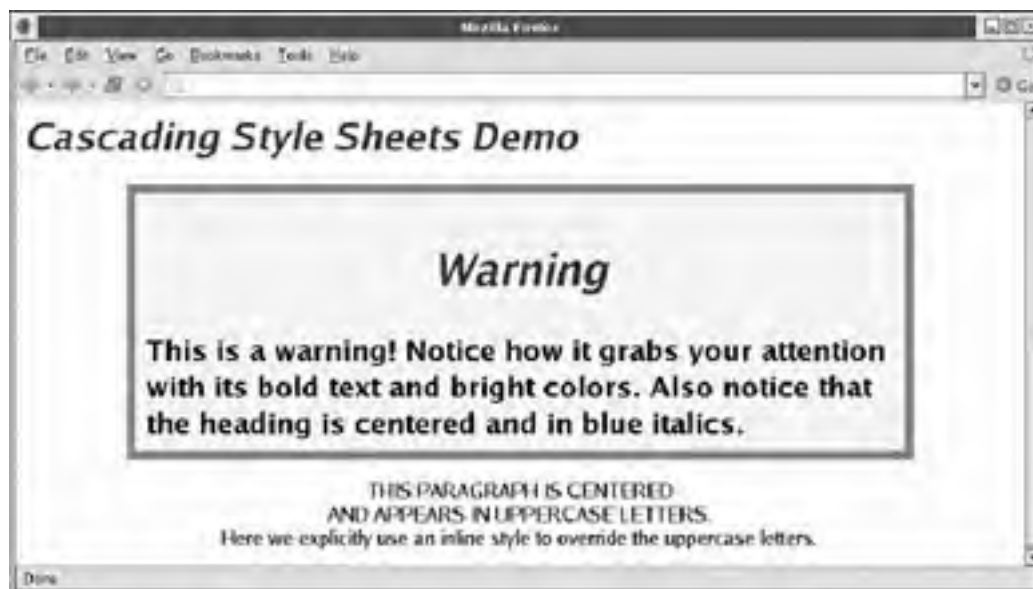 Mozilla Firefox
File Edit View Go Bookmarks Tools Help
Go
Cascading Style Sheets Demo
Warning
This is a warning! Notice how it grabs your attention
with its bold text and bright colors. Also notice that
the heading is centered and in blue italics.
THIS PARAGRAPH IS CENTERED
AND APPEARS IN UPPERCASE LETTERS.
Here we explicitly use an inline style to override the uppercase letters.
Done